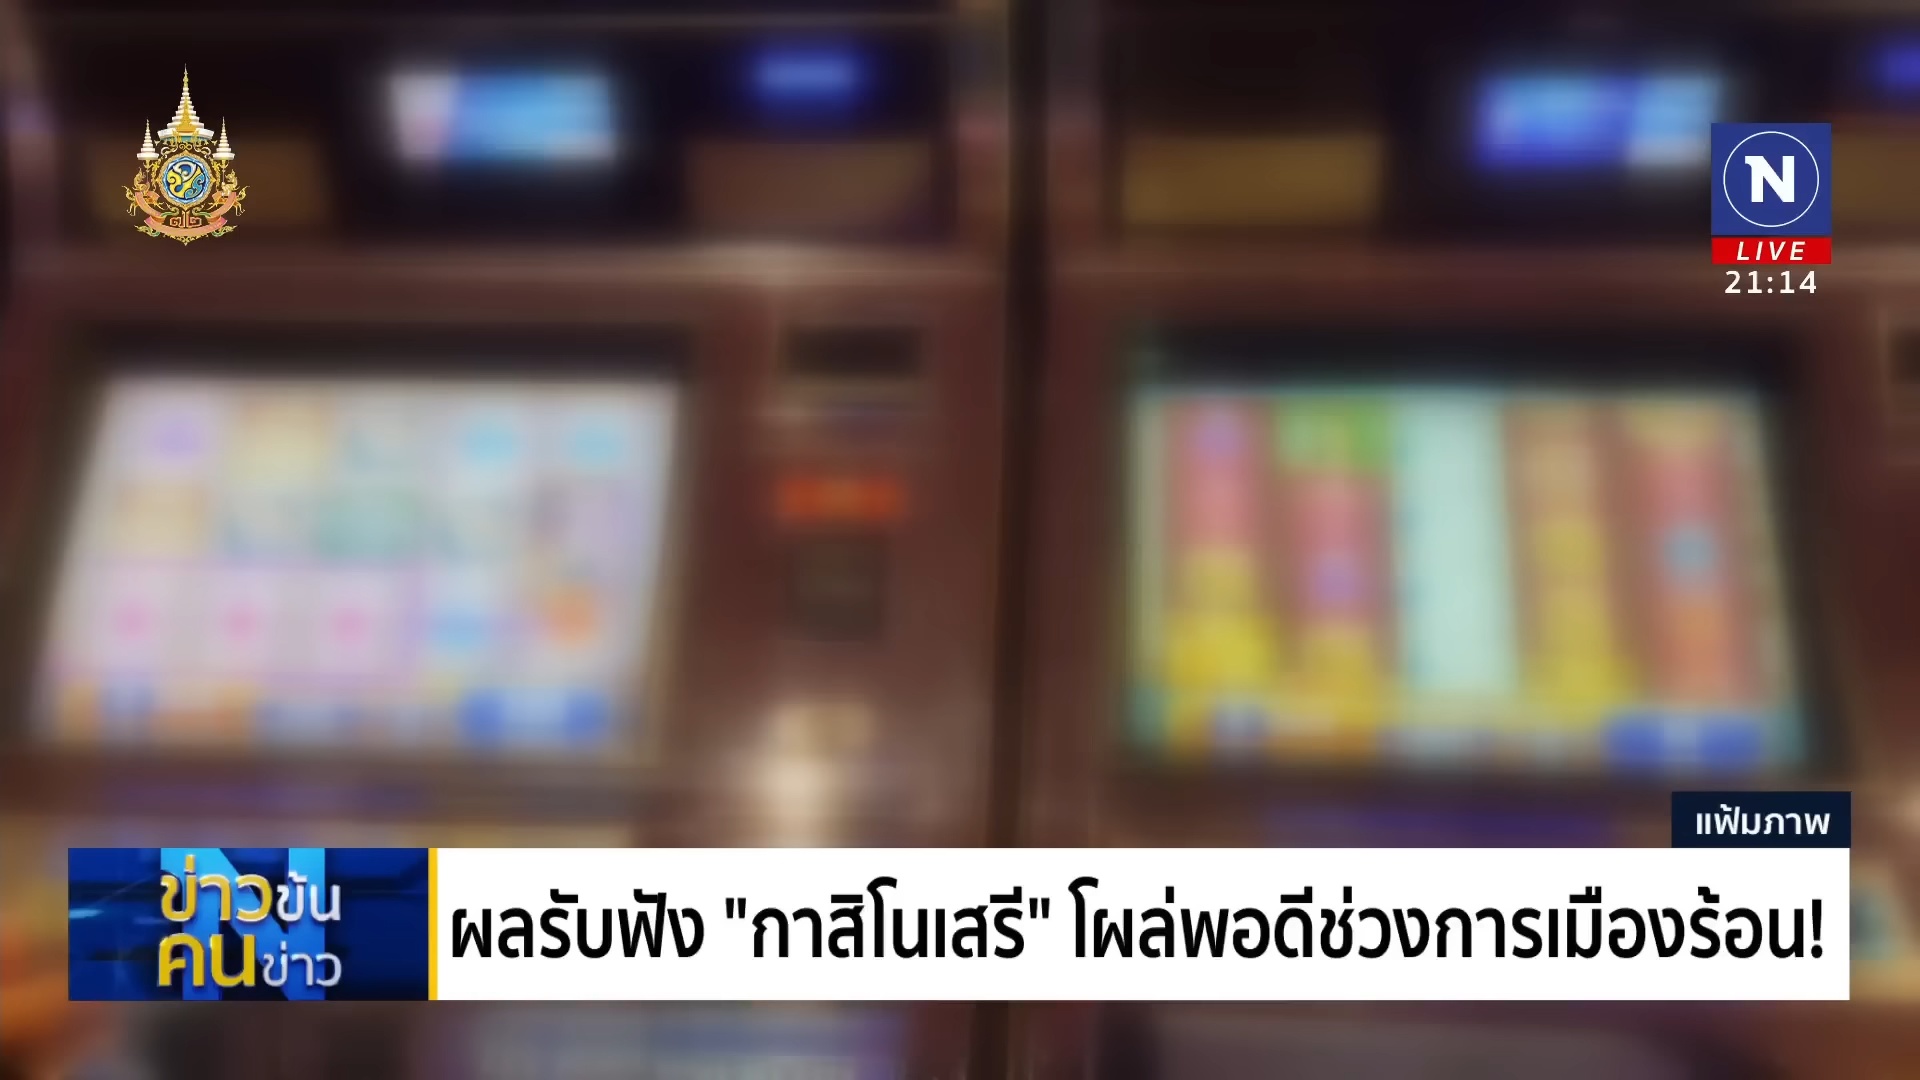 N
LIVE
21:14
แฟ้มภาพ
ข่าวข้น
คนข่าว
ผลรับฟัง "กาสิโนเสรี" โผล่พอดีช่วงการเมืองร้อน!